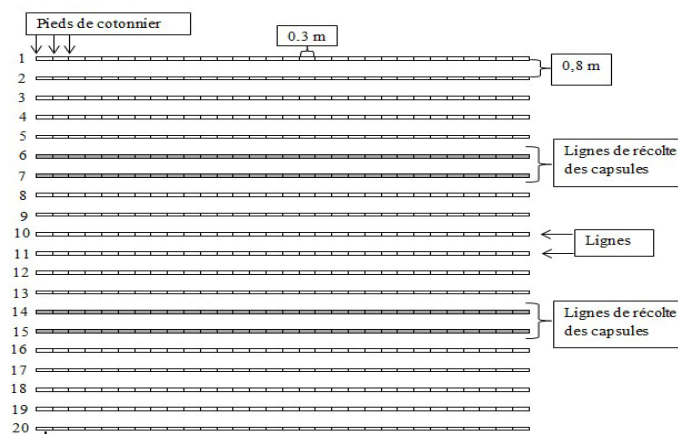 Pieds de cotonnier
0.3 m
1
0,8 m
2
3
4
5
6
Lignes de récolte
des capsules
7
8
9
10
Lignes
11
12
13
14
Lignes de récolte
des capsules
15
16
17
18
19
20